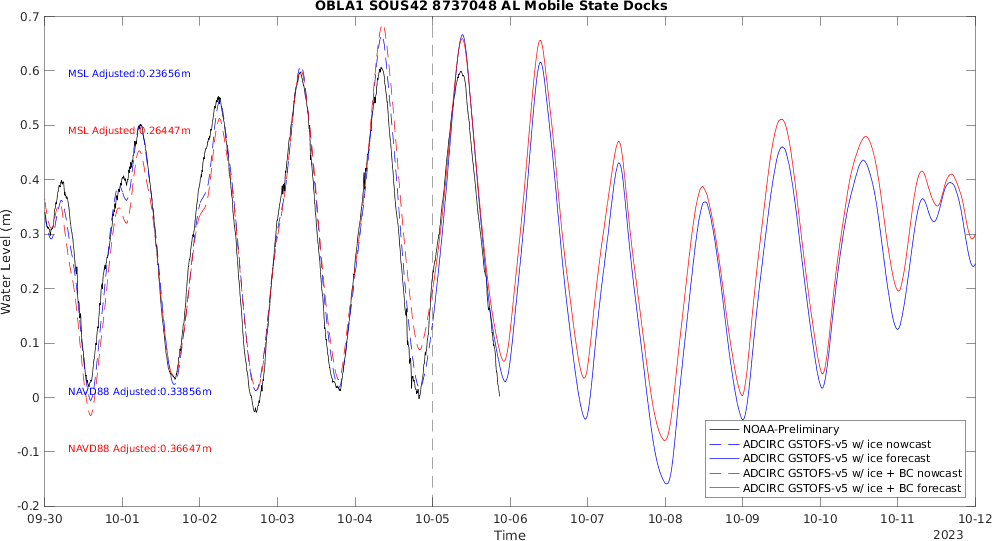 OBLA1 SOUS42 8737048 AL Mobile State Docks
0.7
0.6
0.5
0.4
0.3
0.2
0.1
0
-0.1
-0.2
Water Level (m)
MSL Adjusted:0.23656m
MSL Adjusted:0.26447m
NAVD88 Adjusted:0.33856m
NAVD88 Adjusted:0.36647m
NOAA-Preliminary
ADCIRC GSTOFS-v5 w/ ice nowcast
ADCIRC GSTOFS-v5 w/ ice forecast
ADCIRC GSTOFS-v5 w/ ice + BC nowcast
ADCIRC GSTOFS-v5 w/ ice + BC forecast
09-30 10-01 10-02 10-03 10-04 10-05 10-06 10-07 10-08 10-09 10-10 10-11 10-12
Time
2023